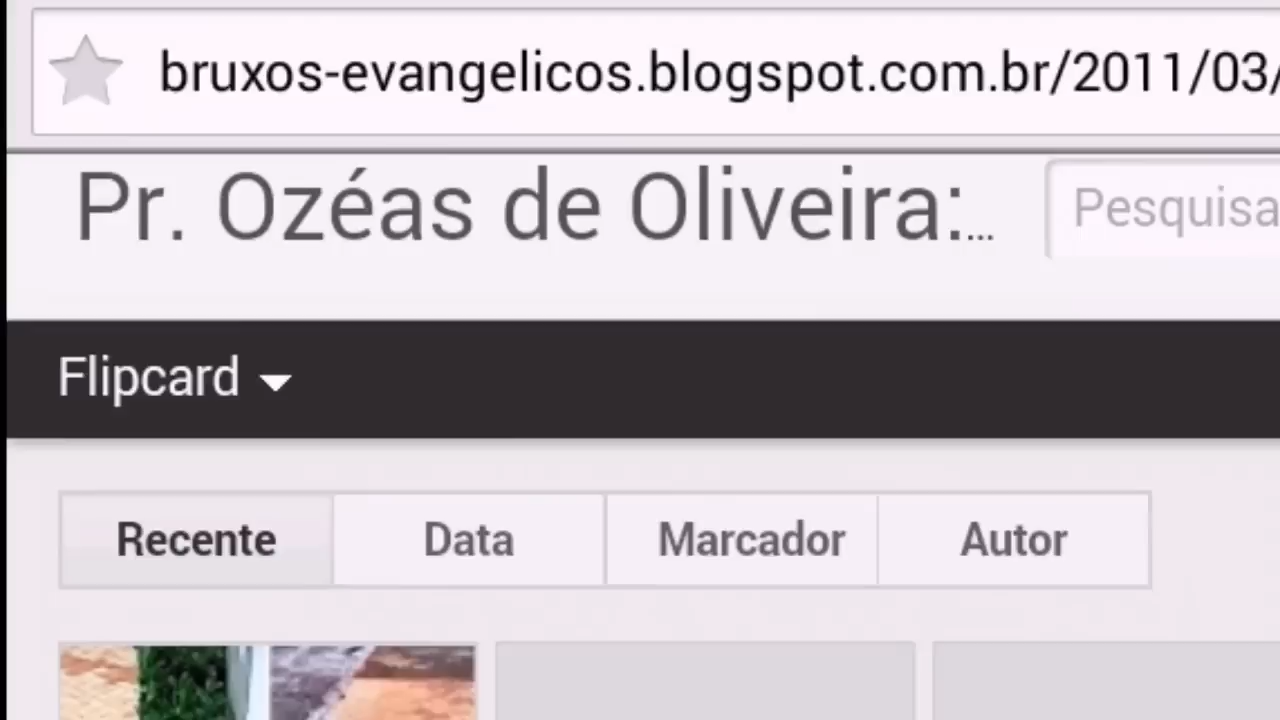 bruxos-evangelicos.blogspot.com.br/2011/03/
Pr. Ozéas de Oliveira:... Pesquisa
Flipcard
Recente Data Marcador Autor